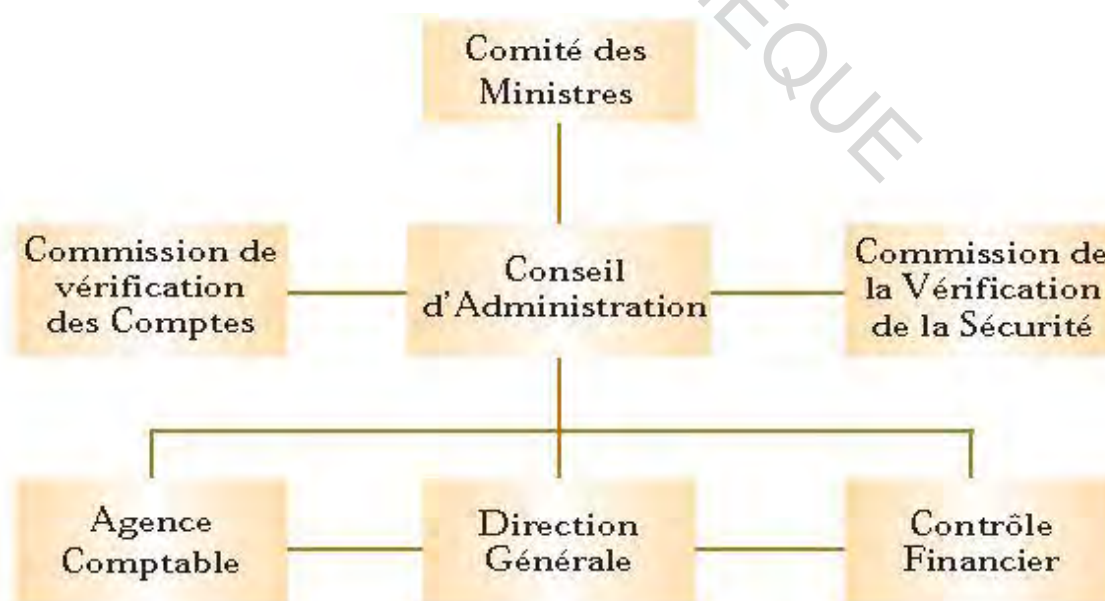 Comité des
Ministres
Commission de
vérification
des Comptes
Conseil
d'Administration
Commission de
la Vérification
de la Sécurité
Agence
Comptable
Direction
Générale
Contrôle
Financier